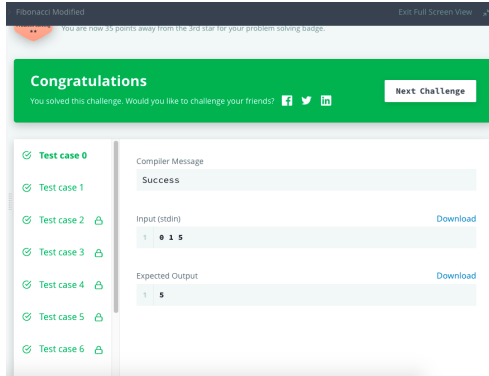 Fibonacci Modified
Exit Full Screen View
You are now 35 points away from the 3rd star for your problem solving badge.
Congratulations
You solved this challenge. Would you like to challenge your friends?
Next Challenge
Test case 0
Test case 1
Test case 2
Test case 3
Test case 4
Test case 5
Test case 6
Compiler Message
Success
Input (stdin)
Download
1 0 1 5
Expected Output
Download
1 5